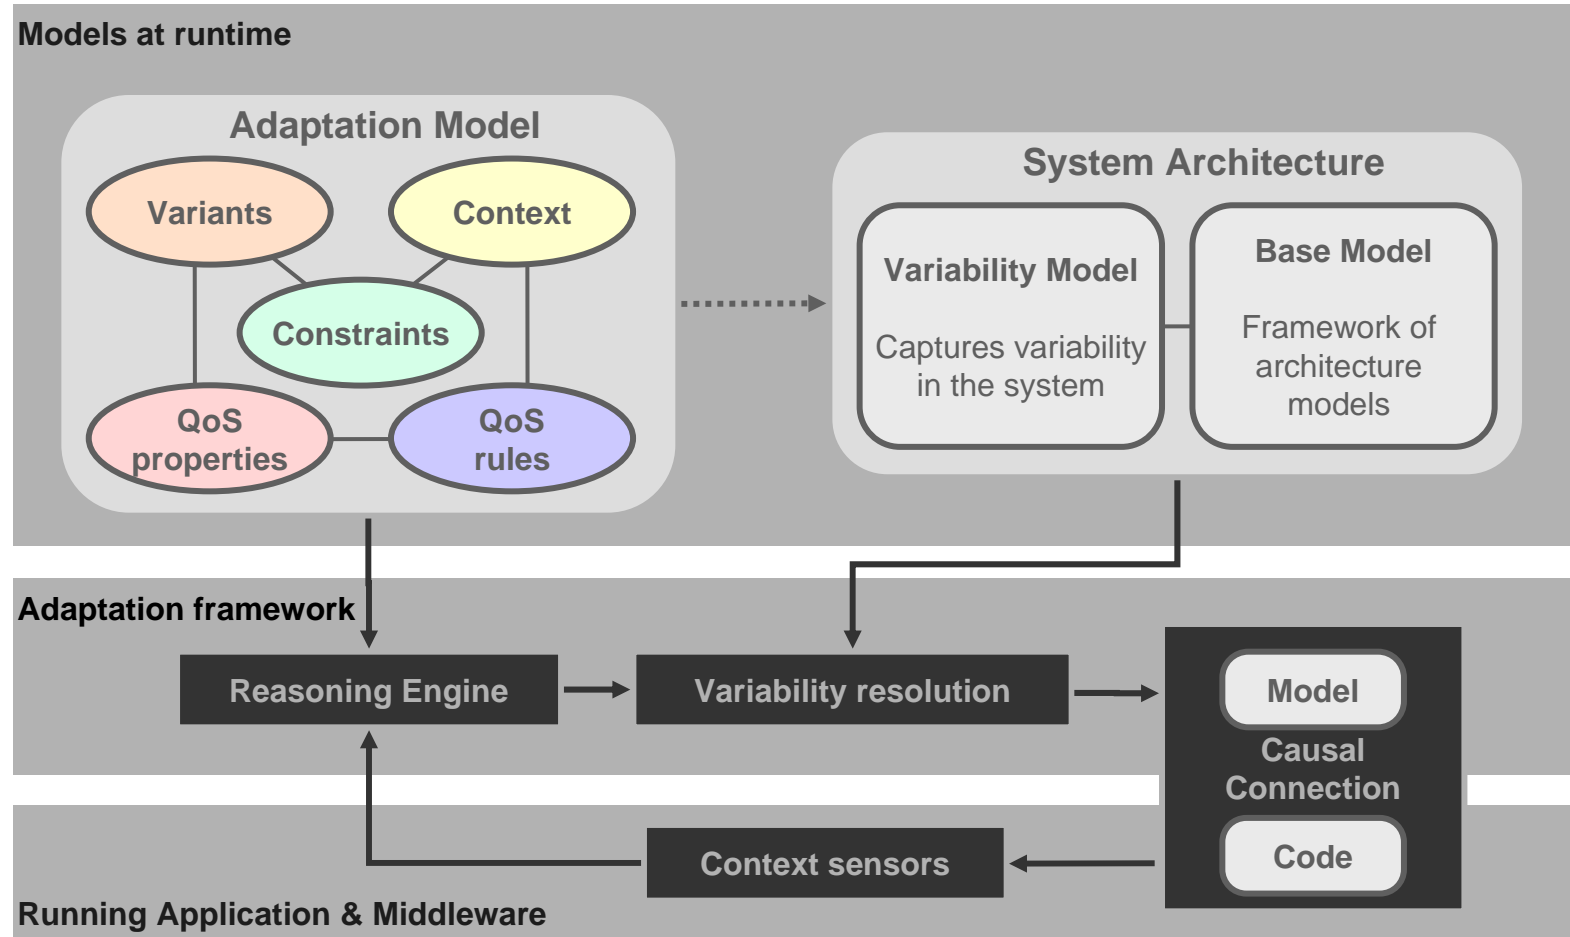 Models at runtime
Adaptation Model
Variants
Context
Constraints
QoS
properties
QoS
rules
System Architecture
Variability Model
Captures variability
in the system
Base Model
Framework of
architecture
models
Adaptation framework
Reasoning Engine
Variability resolution
Model
Causal
Connection
Code
Context sensors
Running Application & Middleware